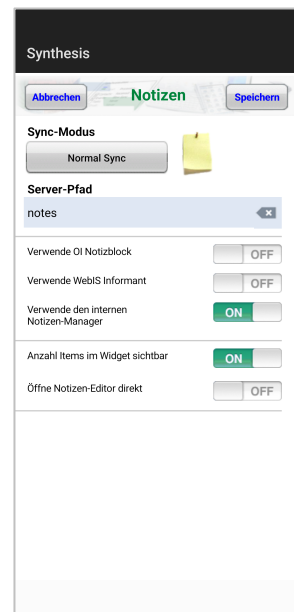 Synthesis
Abbrechen Notizen Speichern
Sync-Modus
Normal Sync
Server-Pfad
notes
Verwende OI Notizblock OFF
Verwende WebIS Informant OFF
Verwende den internen
Notizen-Manager ON
Anzahl Items im Widget sichtbar ON
Öffne Notizen-Editor direkt OFF